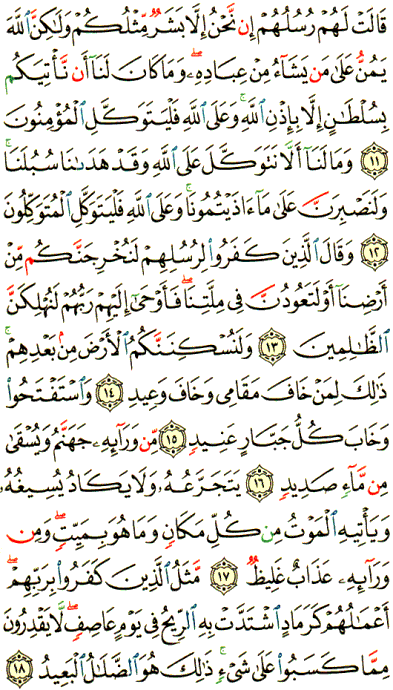 قَالَتْ لَهُمْ رُسُلُهُمْ إِن نَّحْنُ إِلَّا بَشَرٌ مِّثْلُكُمْ وَلَٰكِنَّ ٱللَّهَ
يَمُنُّ عَلَىٰ مَن يَشَآءُ مِنْ عِبَادِهِۦ ۖ وَمَا كَانَ لَنَآ أَن نَّأْتِيَكُم
بِسُلْطَٰنٍ إِلَّا بِإِذْنِ ٱللَّهِ ۚ وَعَلَى ٱللَّهِ فَلْيَتَوَكَّلِ ٱلْمُؤْمِنُونَ
١١ وَمَا لَنَآ أَلَّا نَتَوَكَّلَ عَلَى ٱللَّهِ وَقَدْ هَدَىٰنَا سُبُلَنَا ۚ
وَلَنَصْبِرَنَّ عَلَىٰ مَآ ءَاذَيْتُمُونَا ۚ وَعَلَى ٱللَّهِ فَلْيَتَوَكَّلِ ٱلْمُتَوَكِّلُونَ
١٢ وَقَالَ ٱلَّذِينَ كَفَرُوا۟ لِرُسُلِهِمْ لَنُخْرِجَنَّكُم مِّنْ
أَرْضِنَآ أَوْ لَتَعُودُنَّ فِى مِلَّتِنَا ۖ فَأَوْحَىٰٓ إِلَيْهِمْ رَبُّهُمْ لَنُهْلِكَنَّ
ٱلظَّٰلِمِينَ ١٣ وَلَنُسْكِنَنَّكُمُ ٱلْأَرْضَ مِنۢ بَعْدِهِمْ ۚ
ذَٰلِكَ لِمَنْ خَافَ مَقَامِى وَخَافَ وَعِيدِ ١٤ وَٱسْتَفْتَحُوا۟
وَخَابَ كُلُّ جَبَّارٍ عَنِيدٍ ١٥ مِّن وَرَآئِهِۦ جَهَنَّمُ وَيُسْقَىٰ
مِن مَّآءٍ صَدِيدٍ ١٦ يَتَجَرَّعُهُۥ وَلَا يَكَادُ يُسِيغُهُۥ
وَيَأْتِيهِ ٱلْمَوْتُ مِن كُلِّ مَكَانٍ وَمَا هُوَ بِمَيِّتٍ ۖ وَمِن
وَرَآئِهِۦ عَذَابٌ غَلِيظٌ ١٧ مَّثَلُ ٱلَّذِينَ كَفَرُوا۟ بِرَبِّهِمْ ۖ
أَعْمَٰلُهُمْ كَرَمَادٍ ٱشْتَدَّتْ بِهِ ٱلرِّيحُ فِى يَوْمٍ عَاصِفٍ ۖ لَّا يَقْدِرُونَ
مِمَّا كَسَبُوا۟ عَلَىٰ شَىْءٍ ۚ ذَٰلِكَ هُوَ ٱلضَّلَٰلُ ٱلْبَعِيدُ ١٨